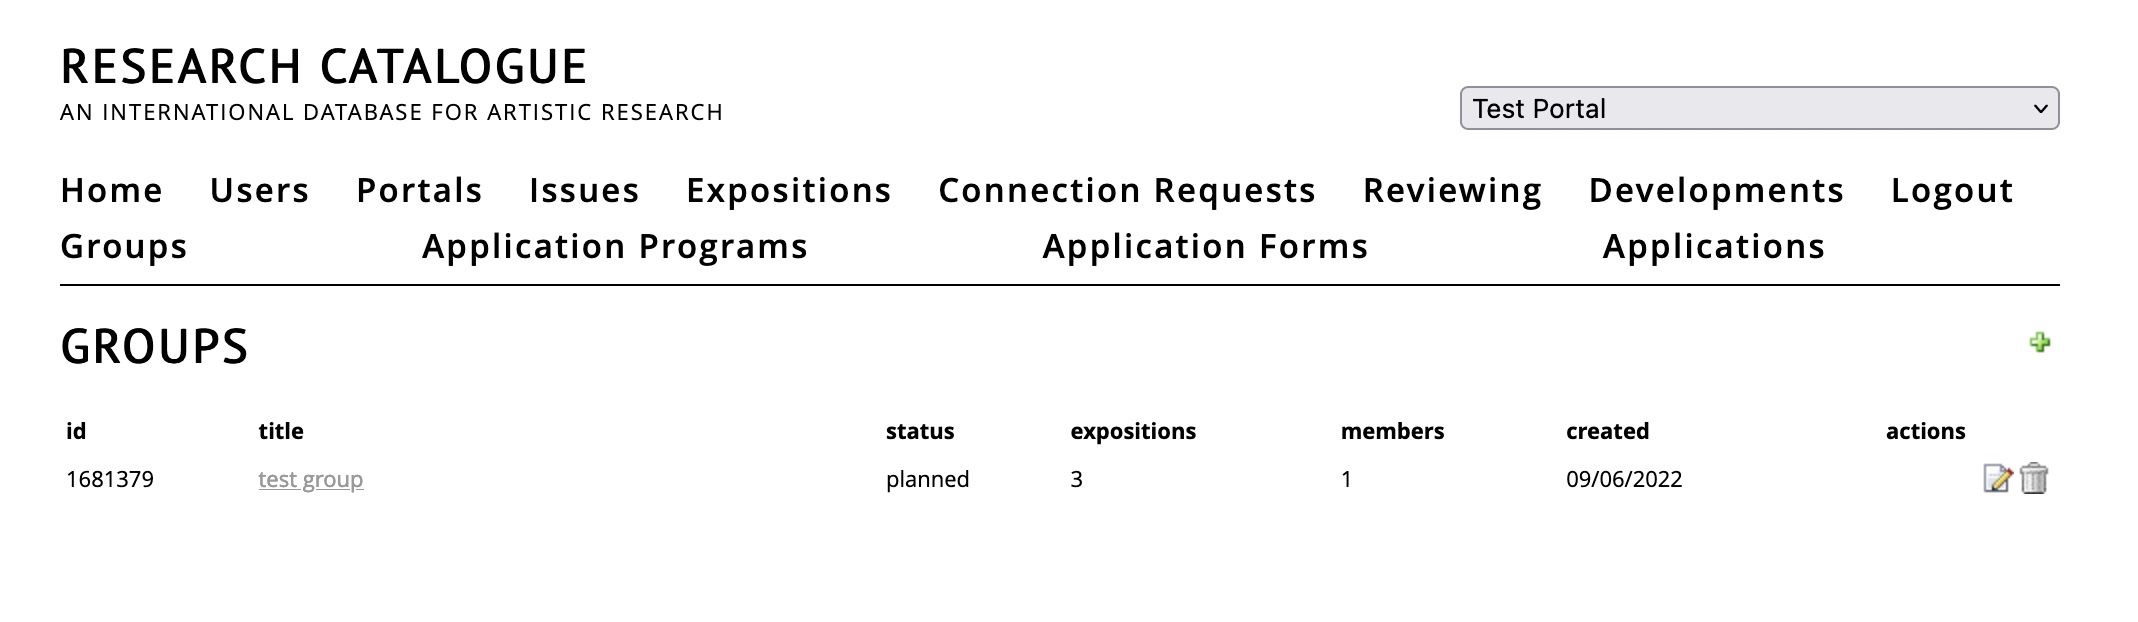 RESEARCH CATALOGUE
AN INTERNATIONAL DATABASE FOR ARTISTIC RESEARCH
Test Portal
Home Users Portals Issues Expositions Connection Requests Reviewing Developments Logout
Groups Application Programs Application Forms Applications
GROUPS
id title status expositions members created actions
1681379 test group planned 3 1 09/06/2022